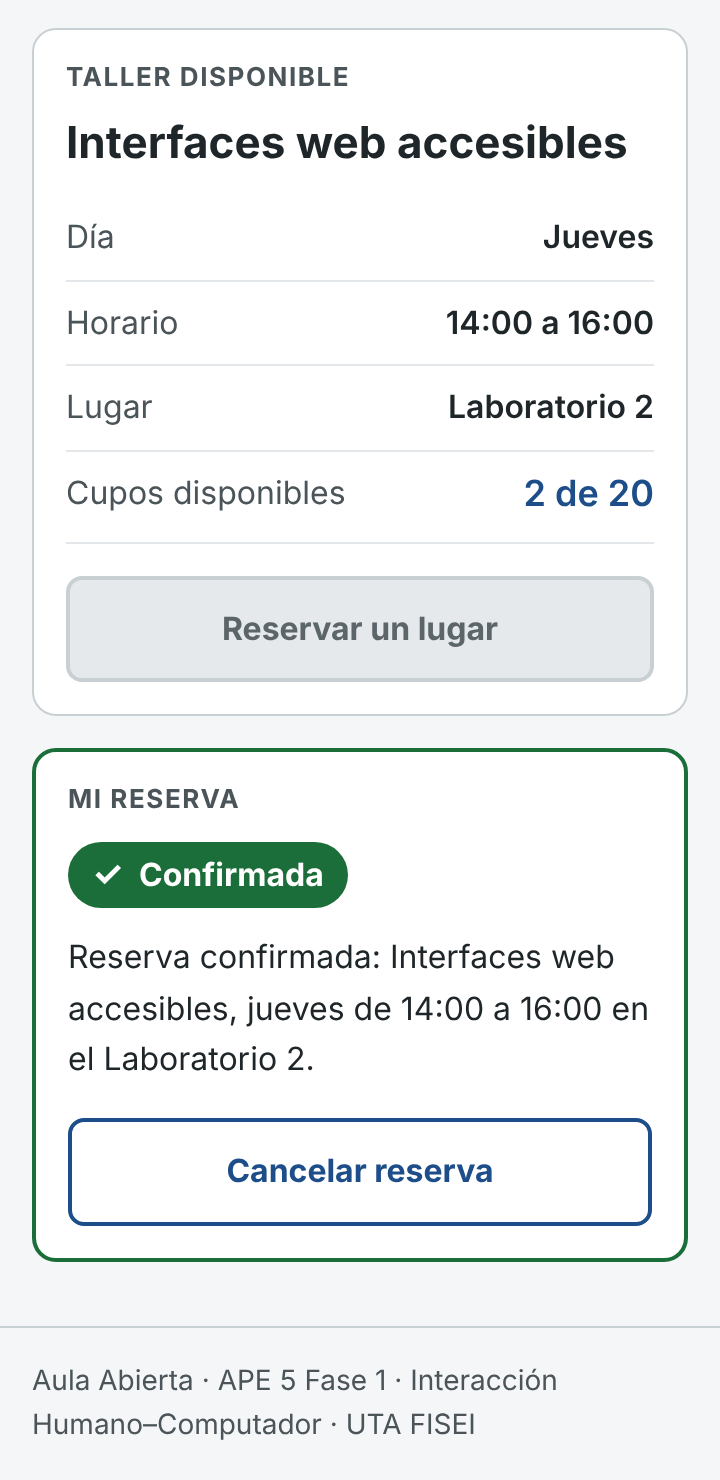 TALLER DISPONIBLE
Interfaces web accesibles
Día Jueves
Horario 14:00 a 16:00
Lugar Laboratorio 2
Cupos disponibles 2 de 20
Reservar un lugar
MI RESERVA
✓ Confirmada
Reserva confirmada: Interfaces web
accesibles, jueves de 14:00 a 16:00 en
el Laboratorio 2.
Cancelar reserva
Aula Abierta · APE 5 Fase 1 · Interacción
Humano–Computador · UTA FISEI